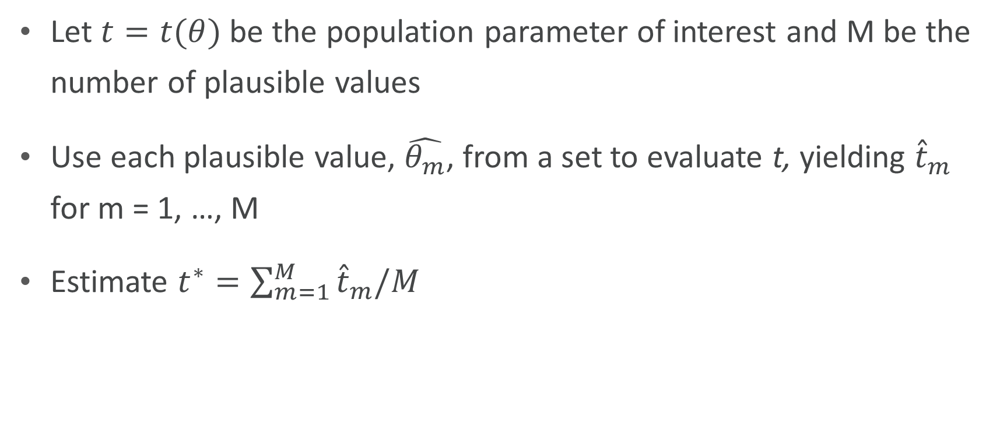 • Let 𝑡 = 𝑡(𝜃) be the population parameter of interest and M be the
number of plausible values
• Use each plausible value, $\widehat{\theta_m}$, from a set to evaluate t, yielding $\hat{t}_m$
for m = 1, …, M
• Estimate $t^* = \sum_{m=1}^{M} \hat{t}_m / M$